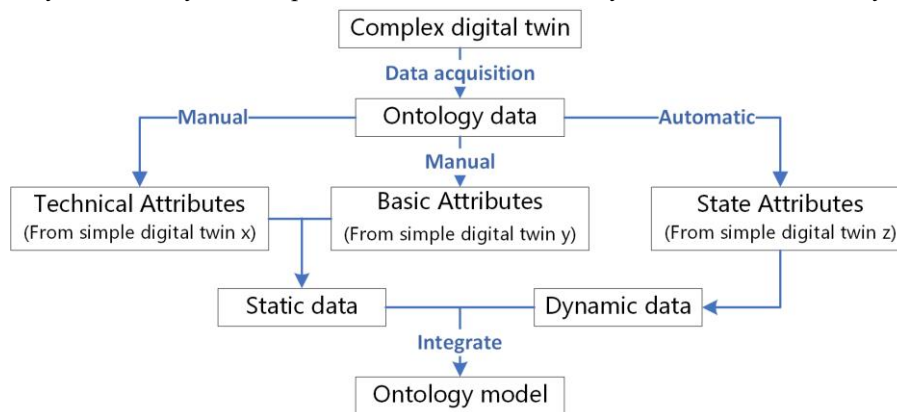 Complex digital twin
Data acquisition
Ontology data
Manual
Automatic
Manual
Technical Attributes
(From simple digital twin x)
Basic Attributes
(From simple digital twin y)
State Attributes
(From simple digital twin z)
Static data
Dynamic data
Integrate
Ontology model